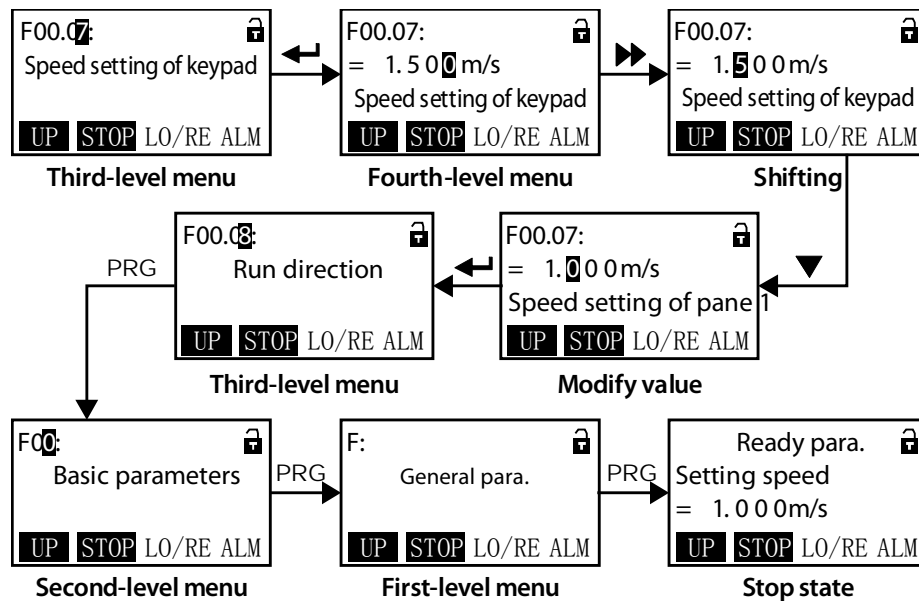 F00.07:
Speed setting of keypad
UP STOP LO/RE ALM
Third-level menu
F00.07:
= 1.500m/s
Speed setting of keypad
UP STOP LO/RE ALM
Fourth-level menu
F00.07:
= 1.500m/s
Speed setting of keypad
UP STOP LO/RE ALM
Shifting
F00.07:
= 1.000m/s
Speed setting of pane 1
UP STOP LO/RE ALM
Modify value
F00.08:
Run direction
UP STOP LO/RE ALM
Third-level menu
PRG
F00:
Basic parameters
UP STOP LO/RE ALM
Second-level menu
PRG
F:
General para.
UP STOP LO/RE ALM
First-level menu
PRG
Ready para.
Setting speed
= 1.000m/s
UP STOP LO/RE ALM
Stop state